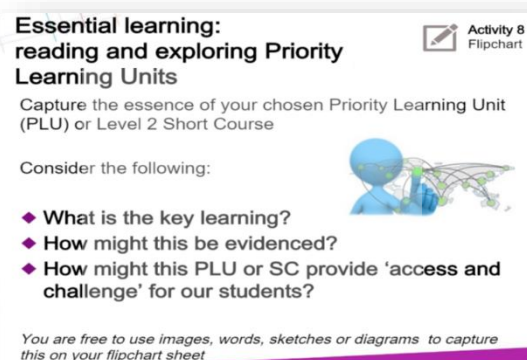 Essential learning:
reading and exploring Priority
Learning Units
Activity 8
Flipchart
Capture the essence of your chosen Priority Learning Unit
(PLU) or Level 2 Short Course
Consider the following:
◆ What is the key learning?
◆ How might this be evidenced?
◆ How might this PLU or SC provide ‘access and
challenge’ for our students?
You are free to use images, words, sketches or diagrams to capture
this on your flipchart sheet